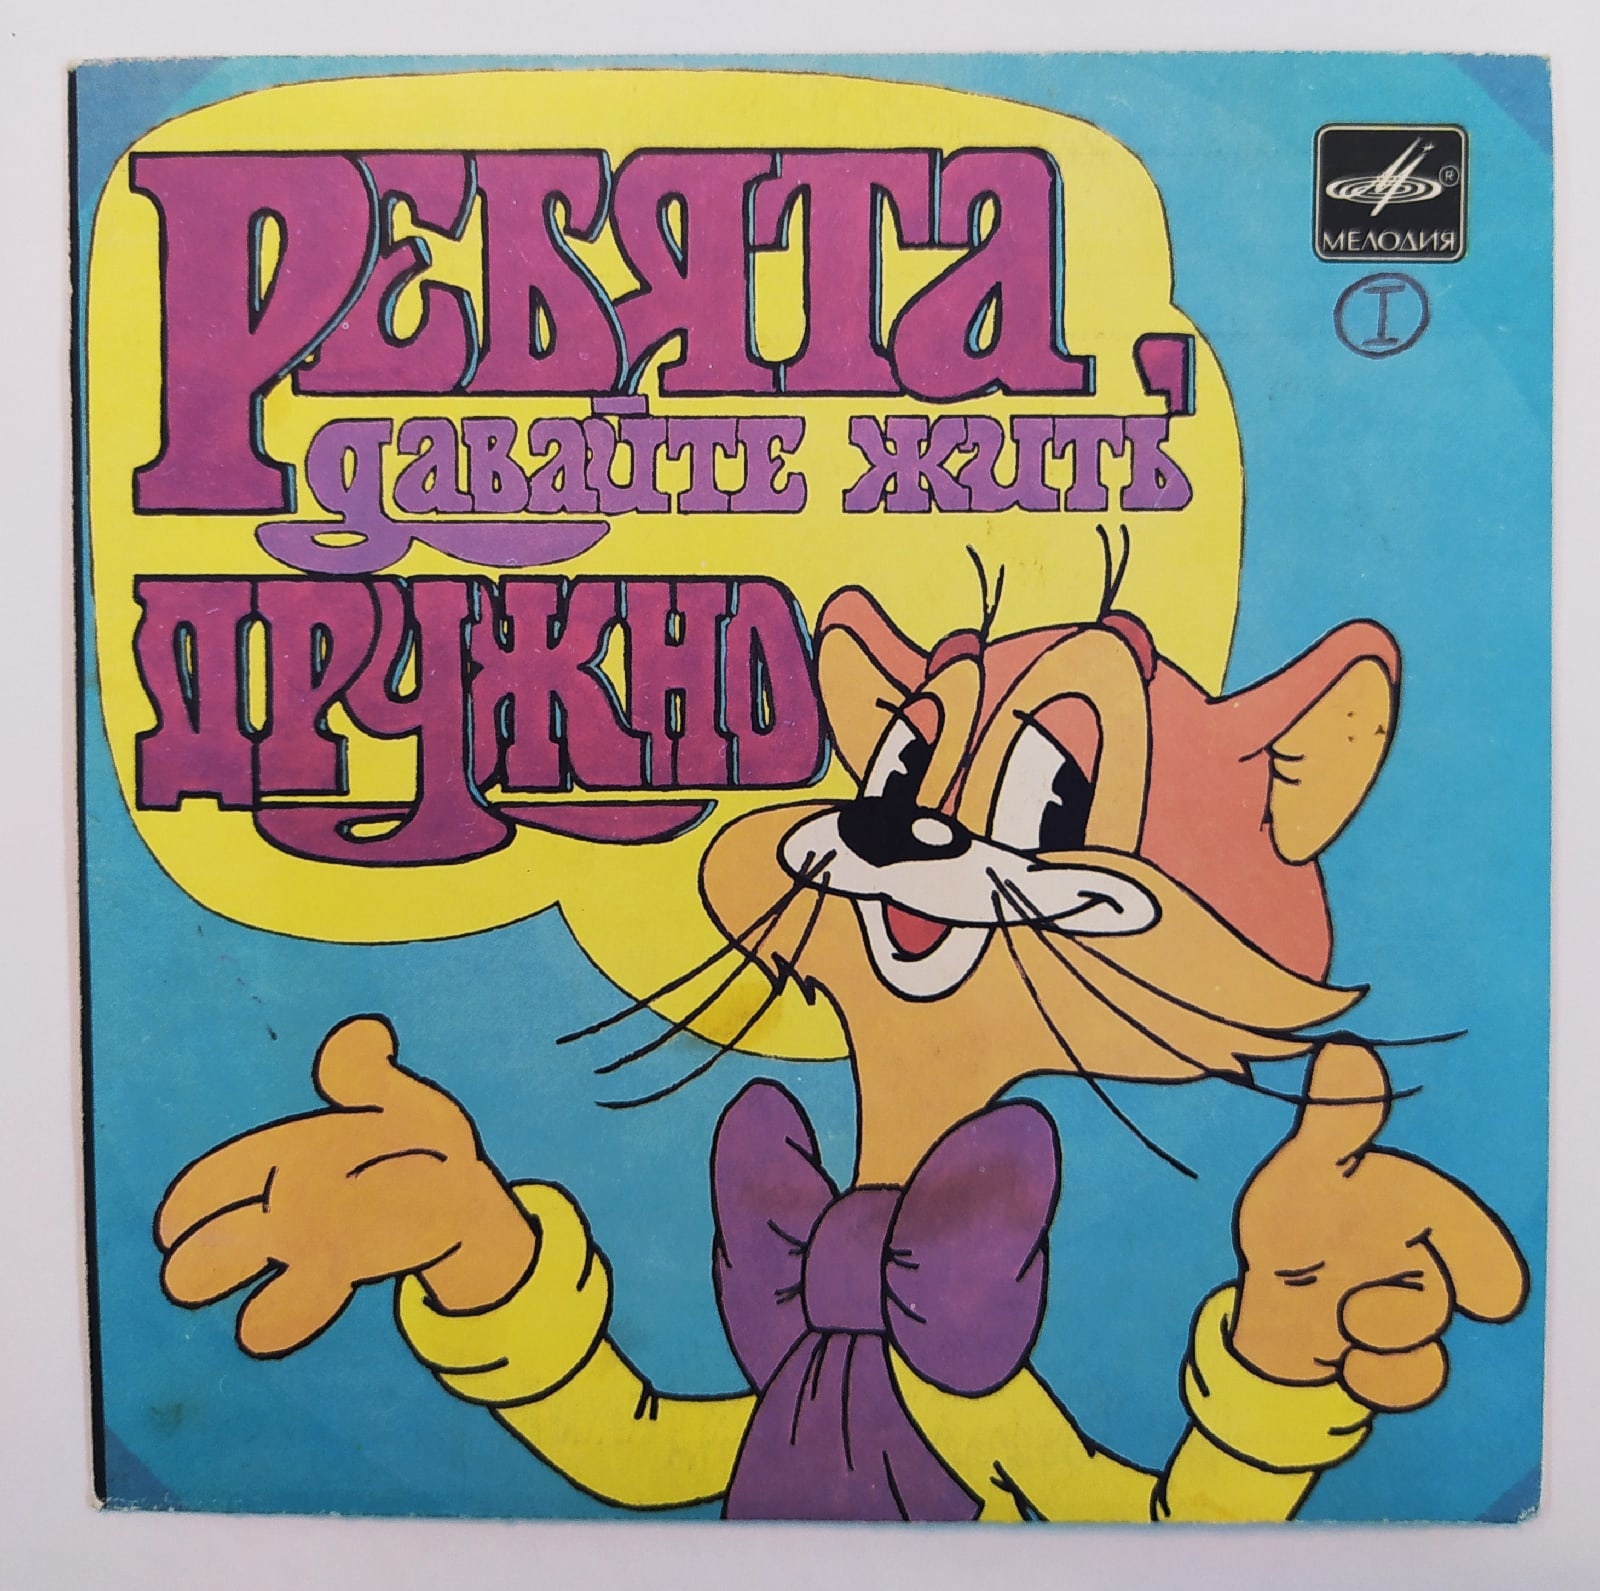 Ребята,
давайте жить
дружно
®
МЕЛОДИЯ
I